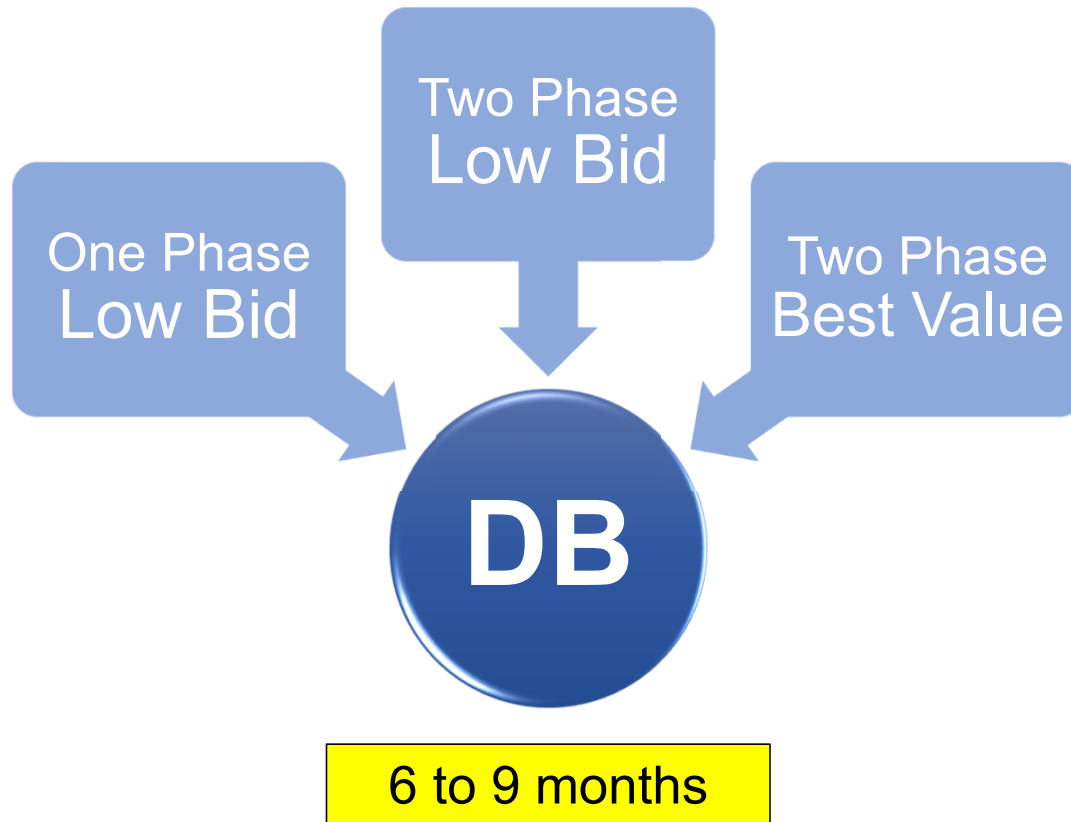 One Phase
Low Bid
Two Phase
Low Bid
Two Phase
Best Value
DB
6 to 9 months